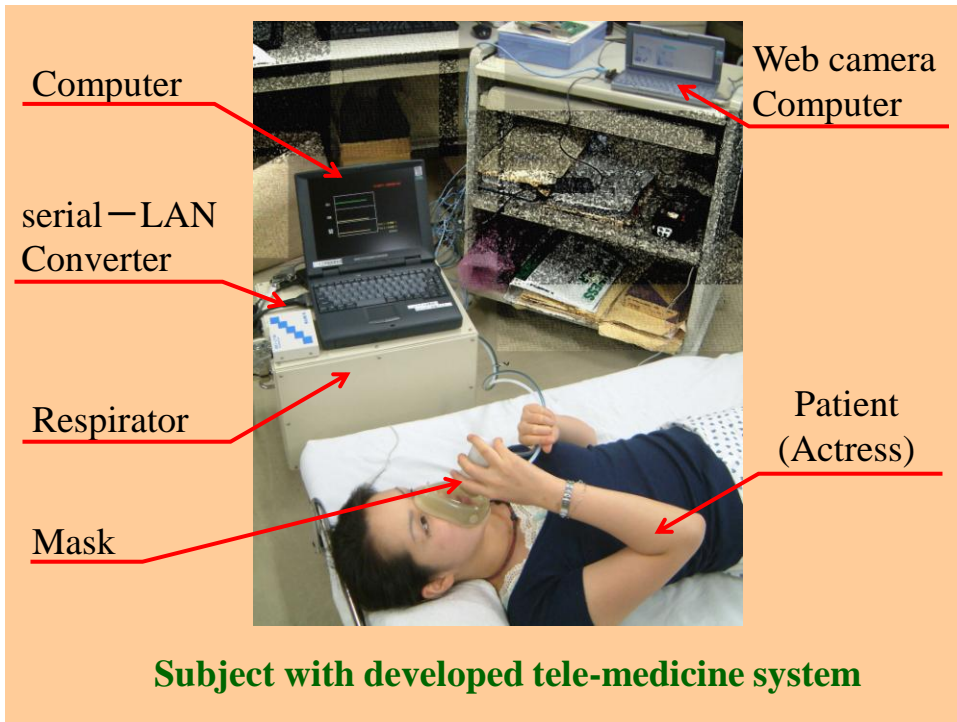 Computer
serial－LAN
Converter
Respirator
Mask
Web camera
Computer
Patient
(Actress)
Subject with developed tele-medicine system